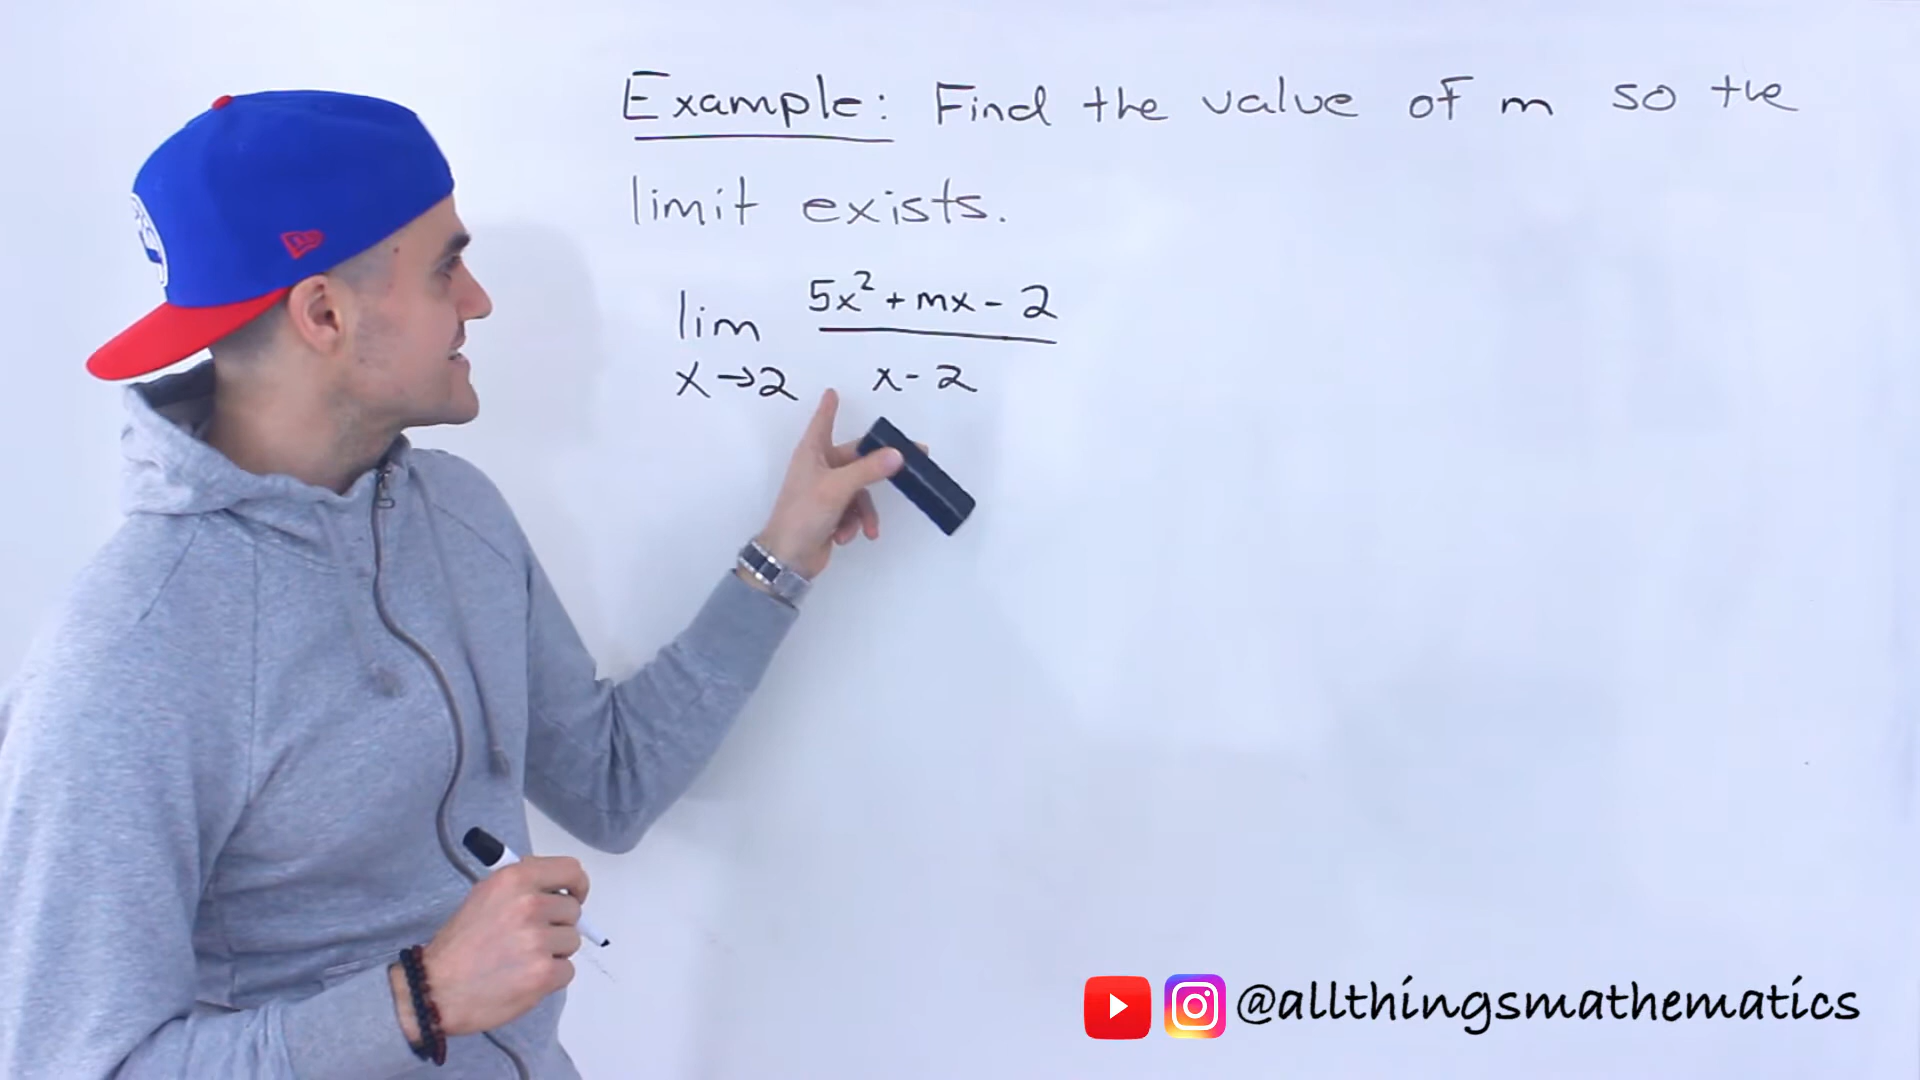 Example: Find the value of m so the
limit exists.
lim 5x² + mx - 2
x→2 x - 2
@allthingsmathematics